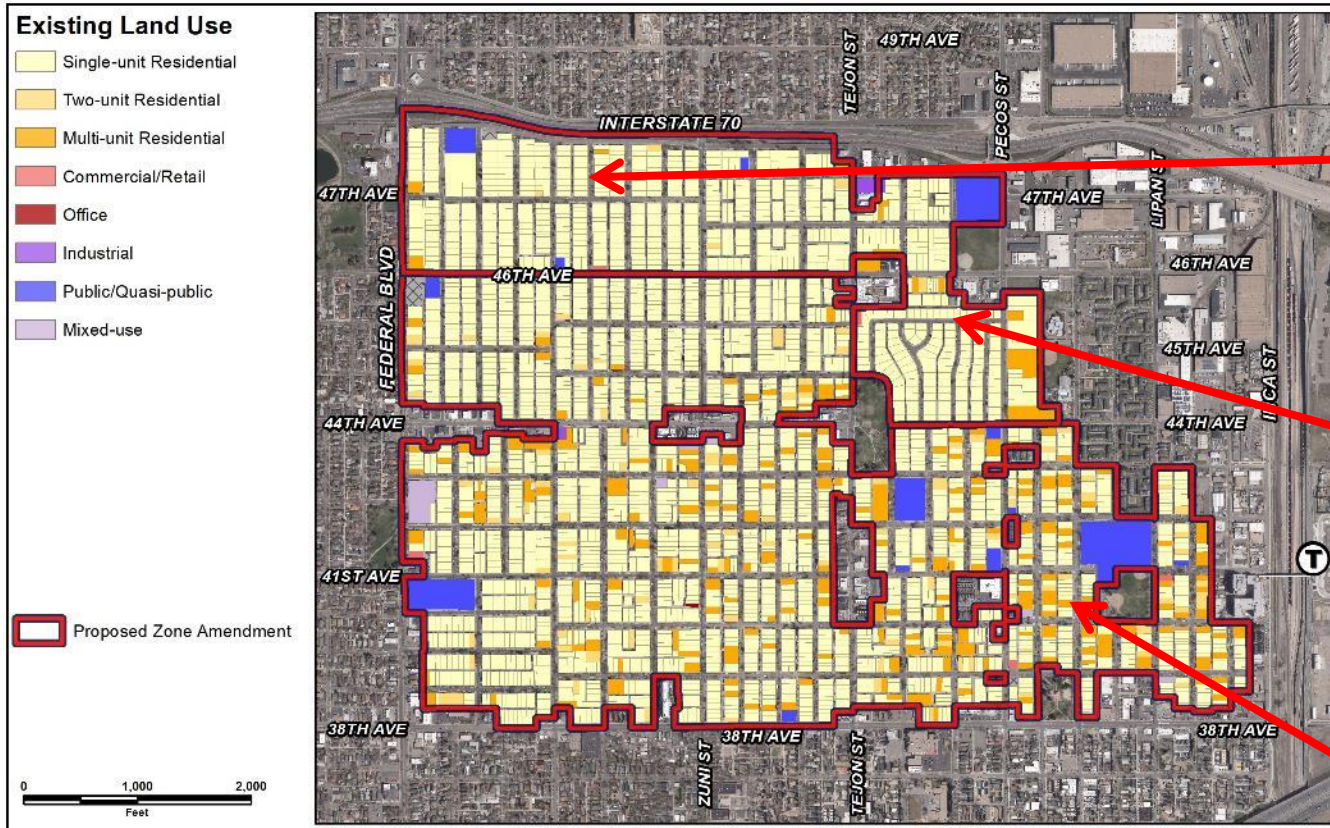 Existing Land Use
Single-unit Residential
Two-unit Residential
Multi-unit Residential
Commercial/Retail
Office
Industrial
Public/Quasi-public
Mixed-use
Proposed Zone Amendment
0 1,000 2,000
Feet
TEJON ST
49TH AVE
PECOS ST
INTERSTATE 70
LIPAN ST
47TH AVE
47TH AVE
46TH AVE
46TH AVE
FEDERAL BLVD
45TH AVE
44TH AVE
44TH AVE
41ST AVE
T
38TH AVE
38TH AVE
38TH AVE
ZUNI ST
TEJON ST